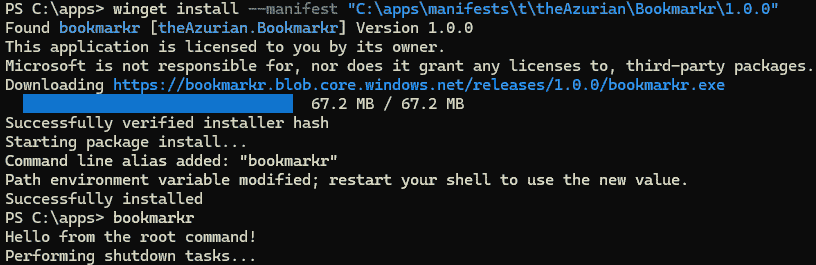 PS C:\apps> winget install --manifest "C:\apps\manifests\t\theAzurian\Bookmarkr\1.0.0"
Found bookmarkr [theAzurian.Bookmarkr] Version 1.0.0
This application is licensed to you by its owner.
Microsoft is not responsible for, nor does it grant any licenses to, third-party packages.
Downloading https://bookmarkr.blob.core.windows.net/releases/1.0.0/bookmarkr.exe
67.2 MB / 67.2 MB
Successfully verified installer hash
Starting package install...
Command line alias added: "bookmarkr"
Path environment variable modified; restart your shell to use the new value.
Successfully installed
PS C:\apps> bookmarkr
Hello from the root command!
Performing shutdown tasks...